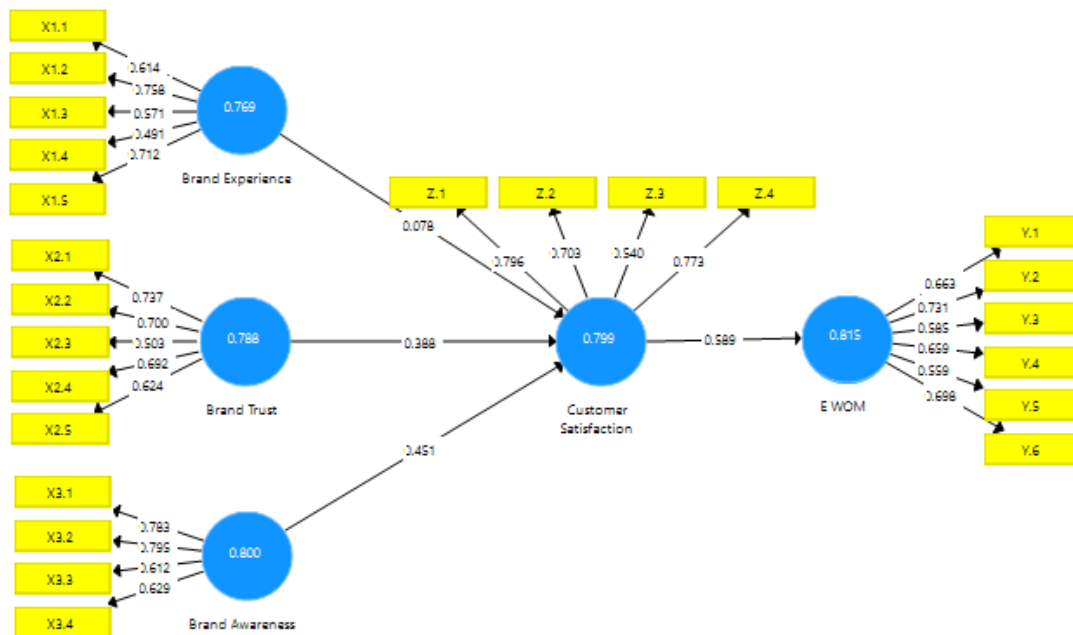 X1.1
X1.2
X1.3
X1.4
X1.5
0.614
0.758
0.571
0.491
0.712
0.769
Brand Experience
0.078
Z.1
Z.2
Z.3
Z.4
0.796
0.703
0.540
0.773
X2.1
X2.2
X2.3
X2.4
X2.5
0.737
0.700
0.503
0.692
0.624
0.788
Brand Trust
0.388
0.799
Customer
Satisfaction
0.589
0.815
E WOM
0.663
0.731
0.585
0.659
0.559
0.698
Y.1
Y.2
Y.3
Y.4
Y.5
Y.6
0.451
X3.1
X3.2
X3.3
X3.4
0.783
0.795
0.612
0.629
0.800
Brand Awareness